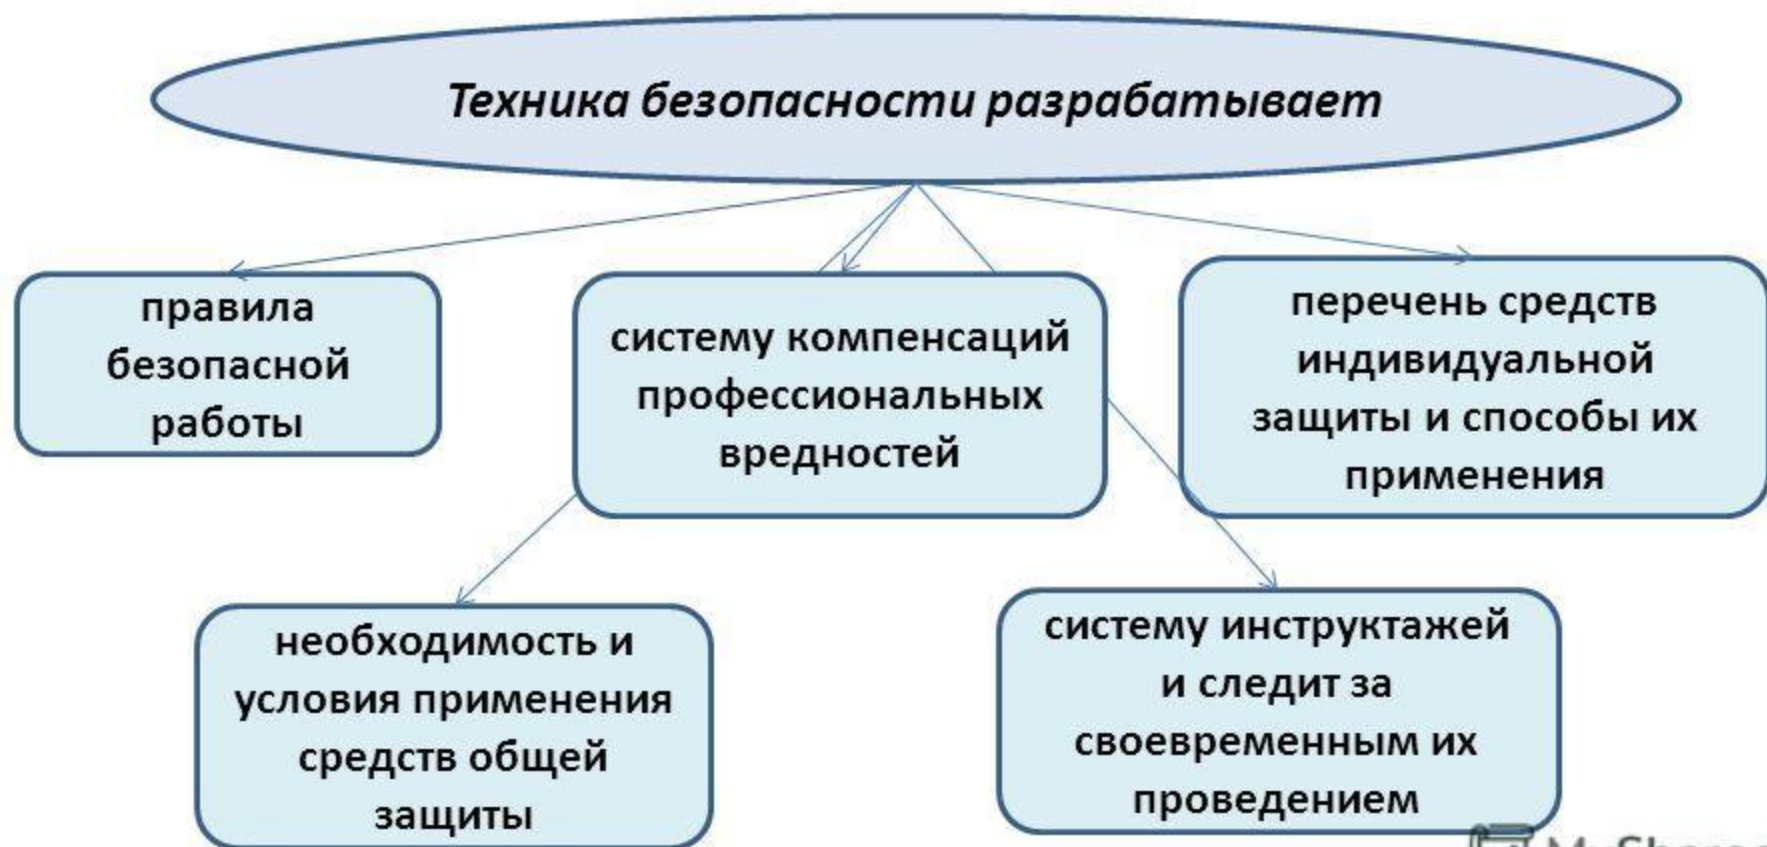 Техника безопасности разрабатывает
правила
безопасной
работы
систему компенсаций
профессиональных
вредностей
перечень средств
индивидуальной
защиты и способы их
применения
необходимость и
условия применения
средств общей
защиты
систему инструктажей
и следит за
своевременным их
проведением